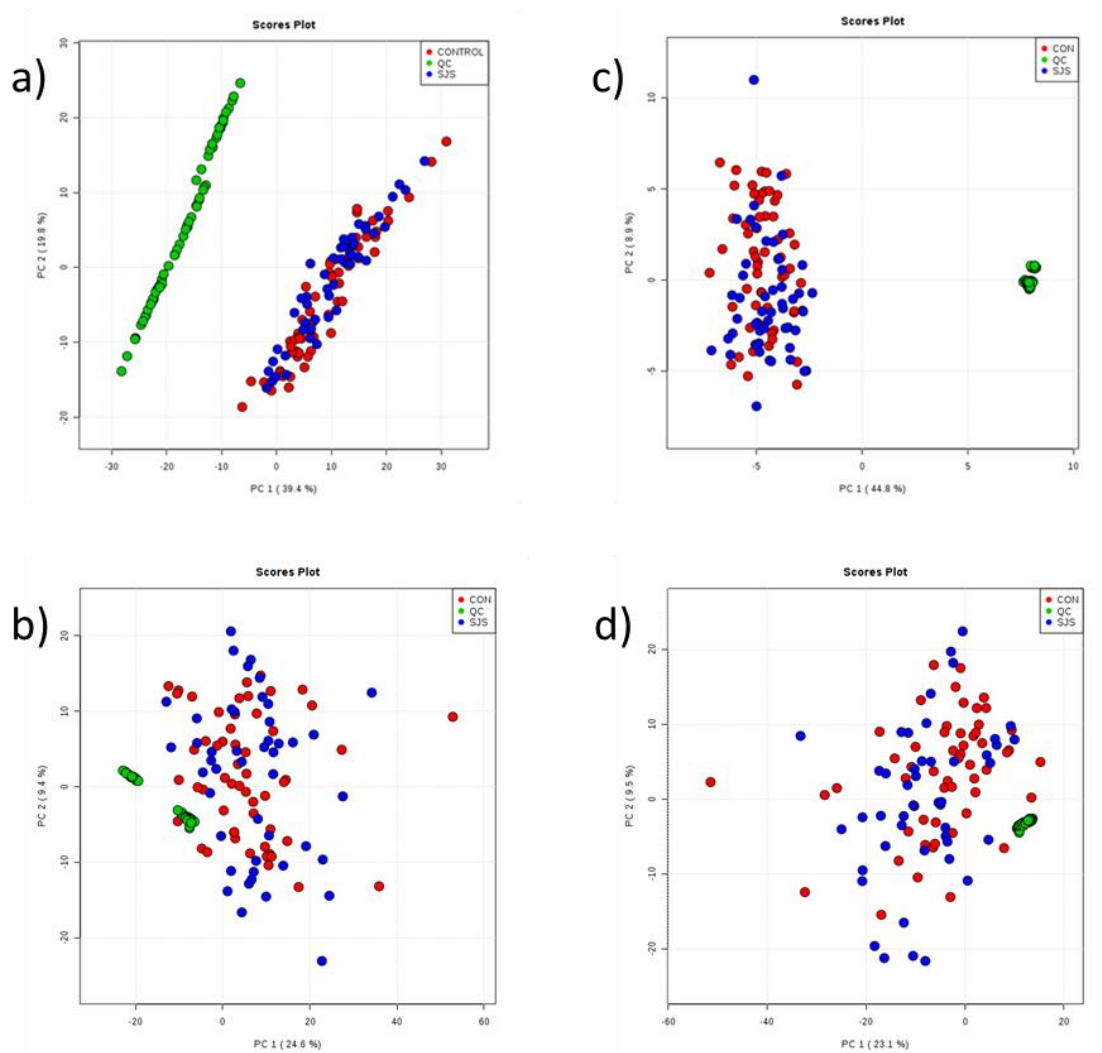 a)
Scores Plot
CONTROL
QC
SJS
30
20
10
0
-10
-20
PC 2 ( 19.8 %)
-30 -20 -10 0 10 20 30
PC 1 ( 39.4 %)
c)
Scores Plot
CON
QC
SJS
10
5
0
-5
PC 2 ( 8.9 %)
-5 0 5 10
PC 1 ( 44.8 %)
b)
Scores Plot
CON
QC
SJS
20
10
0
-10
-20
PC 2 ( 9.4 %)
-20 0 20 40 60
PC 1 ( 24.6 %)
d)
Scores Plot
CON
QC
SJS
20
10
0
-10
-20
PC 2 ( 9.5 %)
-60 -40 -20 0 20
PC 1 ( 23.1 %)